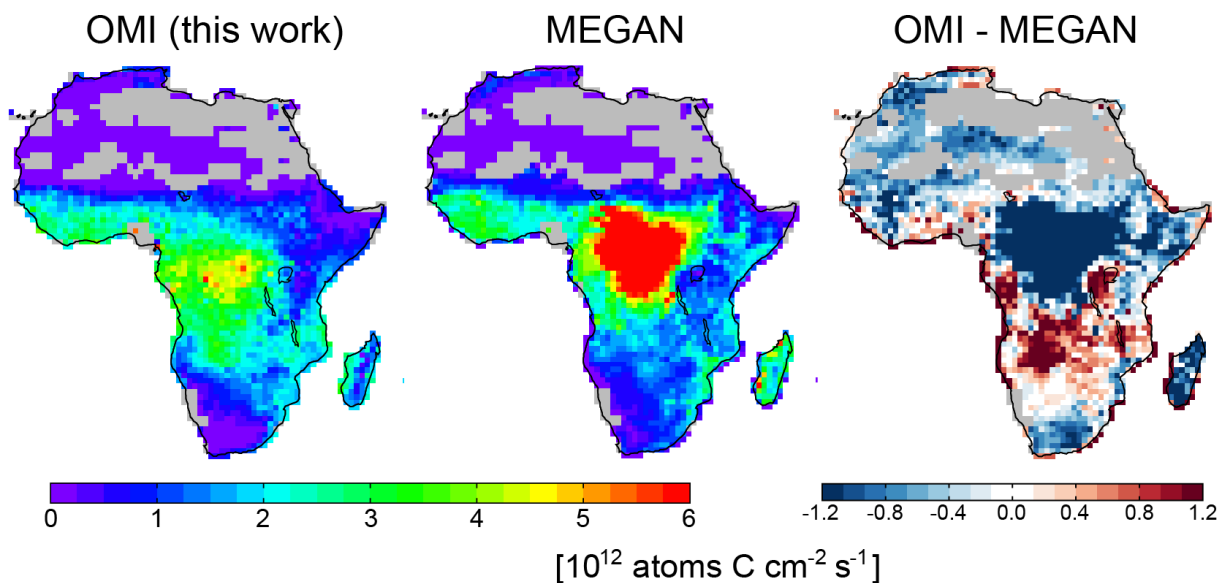 OMI (this work) MEGAN OMI - MEGAN
0 1 2 3 4 5 6 -1.2 -0.8 -0.4 0.0 0.4 0.8 1.2
[10¹² atoms C cm⁻² s⁻¹]